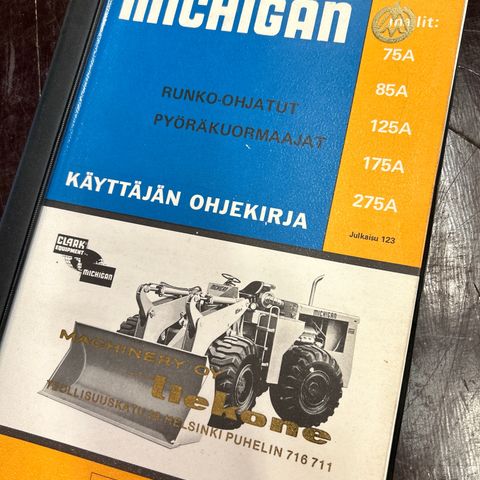 MICHIGAN
mallit:
75A
85A
125A
175A
275A
RUNKO-OHJATUT
PYÖRÄKUORMAAJAT
KÄYTTÄJÄN OHJEKIRJA
Julkaisu 123
CLARK
EQUIPMENT
MICHIGAN
MICHIGAN
MACHINERY OY
tiekone
TEOLLISUUSKATU 29 HELSINKI PUHELIN 716 711